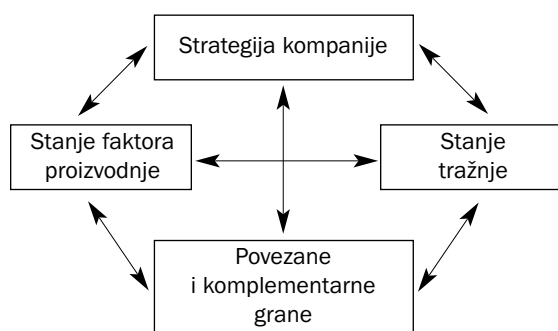 Strategija kompanije
Stanje faktora
proizvodnje
Stanje
tražnje
Povezane
i komplementarne
grane